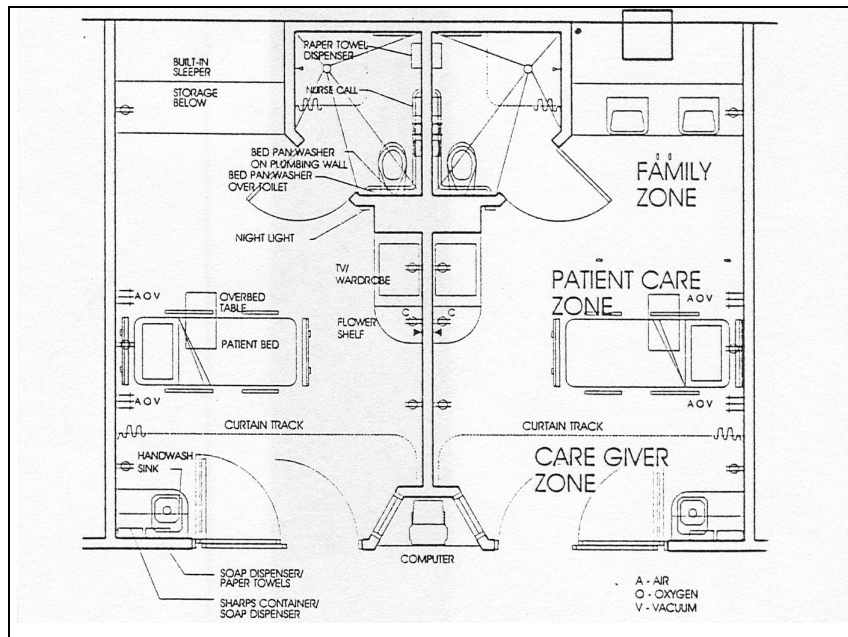 PAPER TOWEL
DISPENSER
BUILT-IN
SLEEPER
STORAGE
BELOW
NURSE CALL
BED PAN WASHER
ON PLUMBING WALL
BED PAN WASHER
OVER TOILET
FAMILY
ZONE
NIGHT LIGHT
TV/
WARDROBE
PATIENT CARE
ZONE
A O V
OVERBED
TABLE
A O V
FLOWER
SHELF
C
C
PATIENT BED
A O V
A O V
CURTAIN TRACK
CURTAIN TRACK
HANDWASH
SINK
CARE GIVER
ZONE
COMPUTER
SOAP DISPENSER/
PAPER TOWELS
SHARPS CONTAINER/
SOAP DISPENSER
A - AIR
O - OXYGEN
V - VACUUM